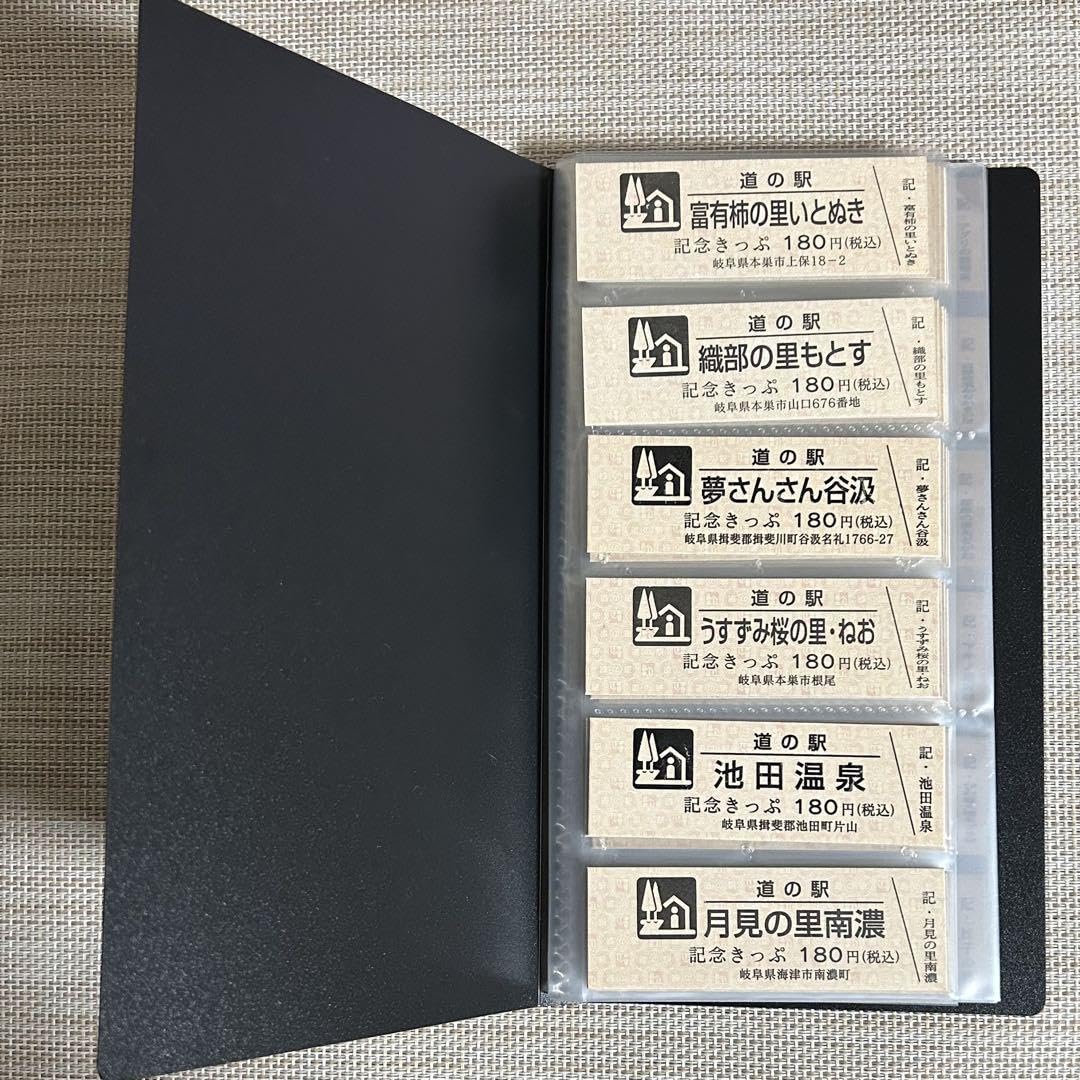 道の駅
富有柿の里いとぬき
記念きっぷ 180円(税込)
岐阜県本巣市上保18-2
記・富有柿の里いとぬき
道の駅
織部の里もとす
記念きっぷ 180円(税込)
岐阜県本巣市山口676番地
記・織部の里もとす
道の駅
夢さんさん谷汲
記念きっぷ 180円(税込)
岐阜県揖斐郡揖斐川町谷汲名礼1766-27
記・夢さんさん谷汲
道の駅
うすずみ桜の里・ねお
記念きっぷ 180円(税込)
岐阜県本巣市根尾
記・うすずみ桜の里 ねお
道の駅
池田温泉
記念きっぷ 180円(税込)
岐阜県揖斐郡池田町片山
記・池田温泉
道の駅
月見の里南濃
記念きっぷ 180円(税込)
岐阜県海津市南濃町
記・月見の里南濃